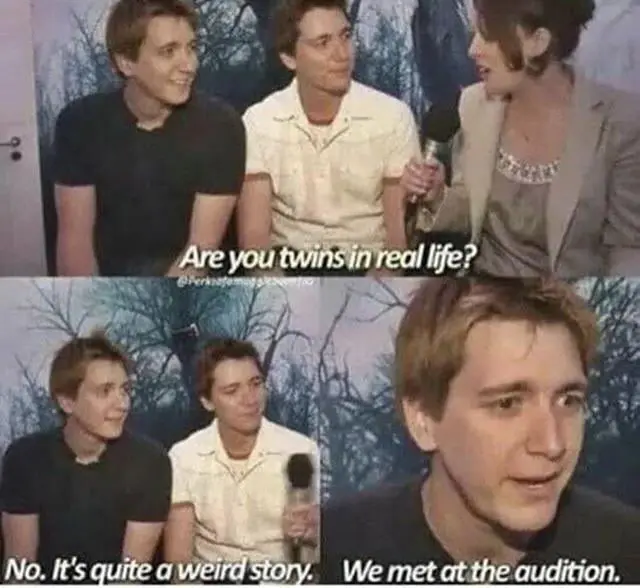 Are you twins in real life?
No. It's quite a weird story.
We met at the audition.